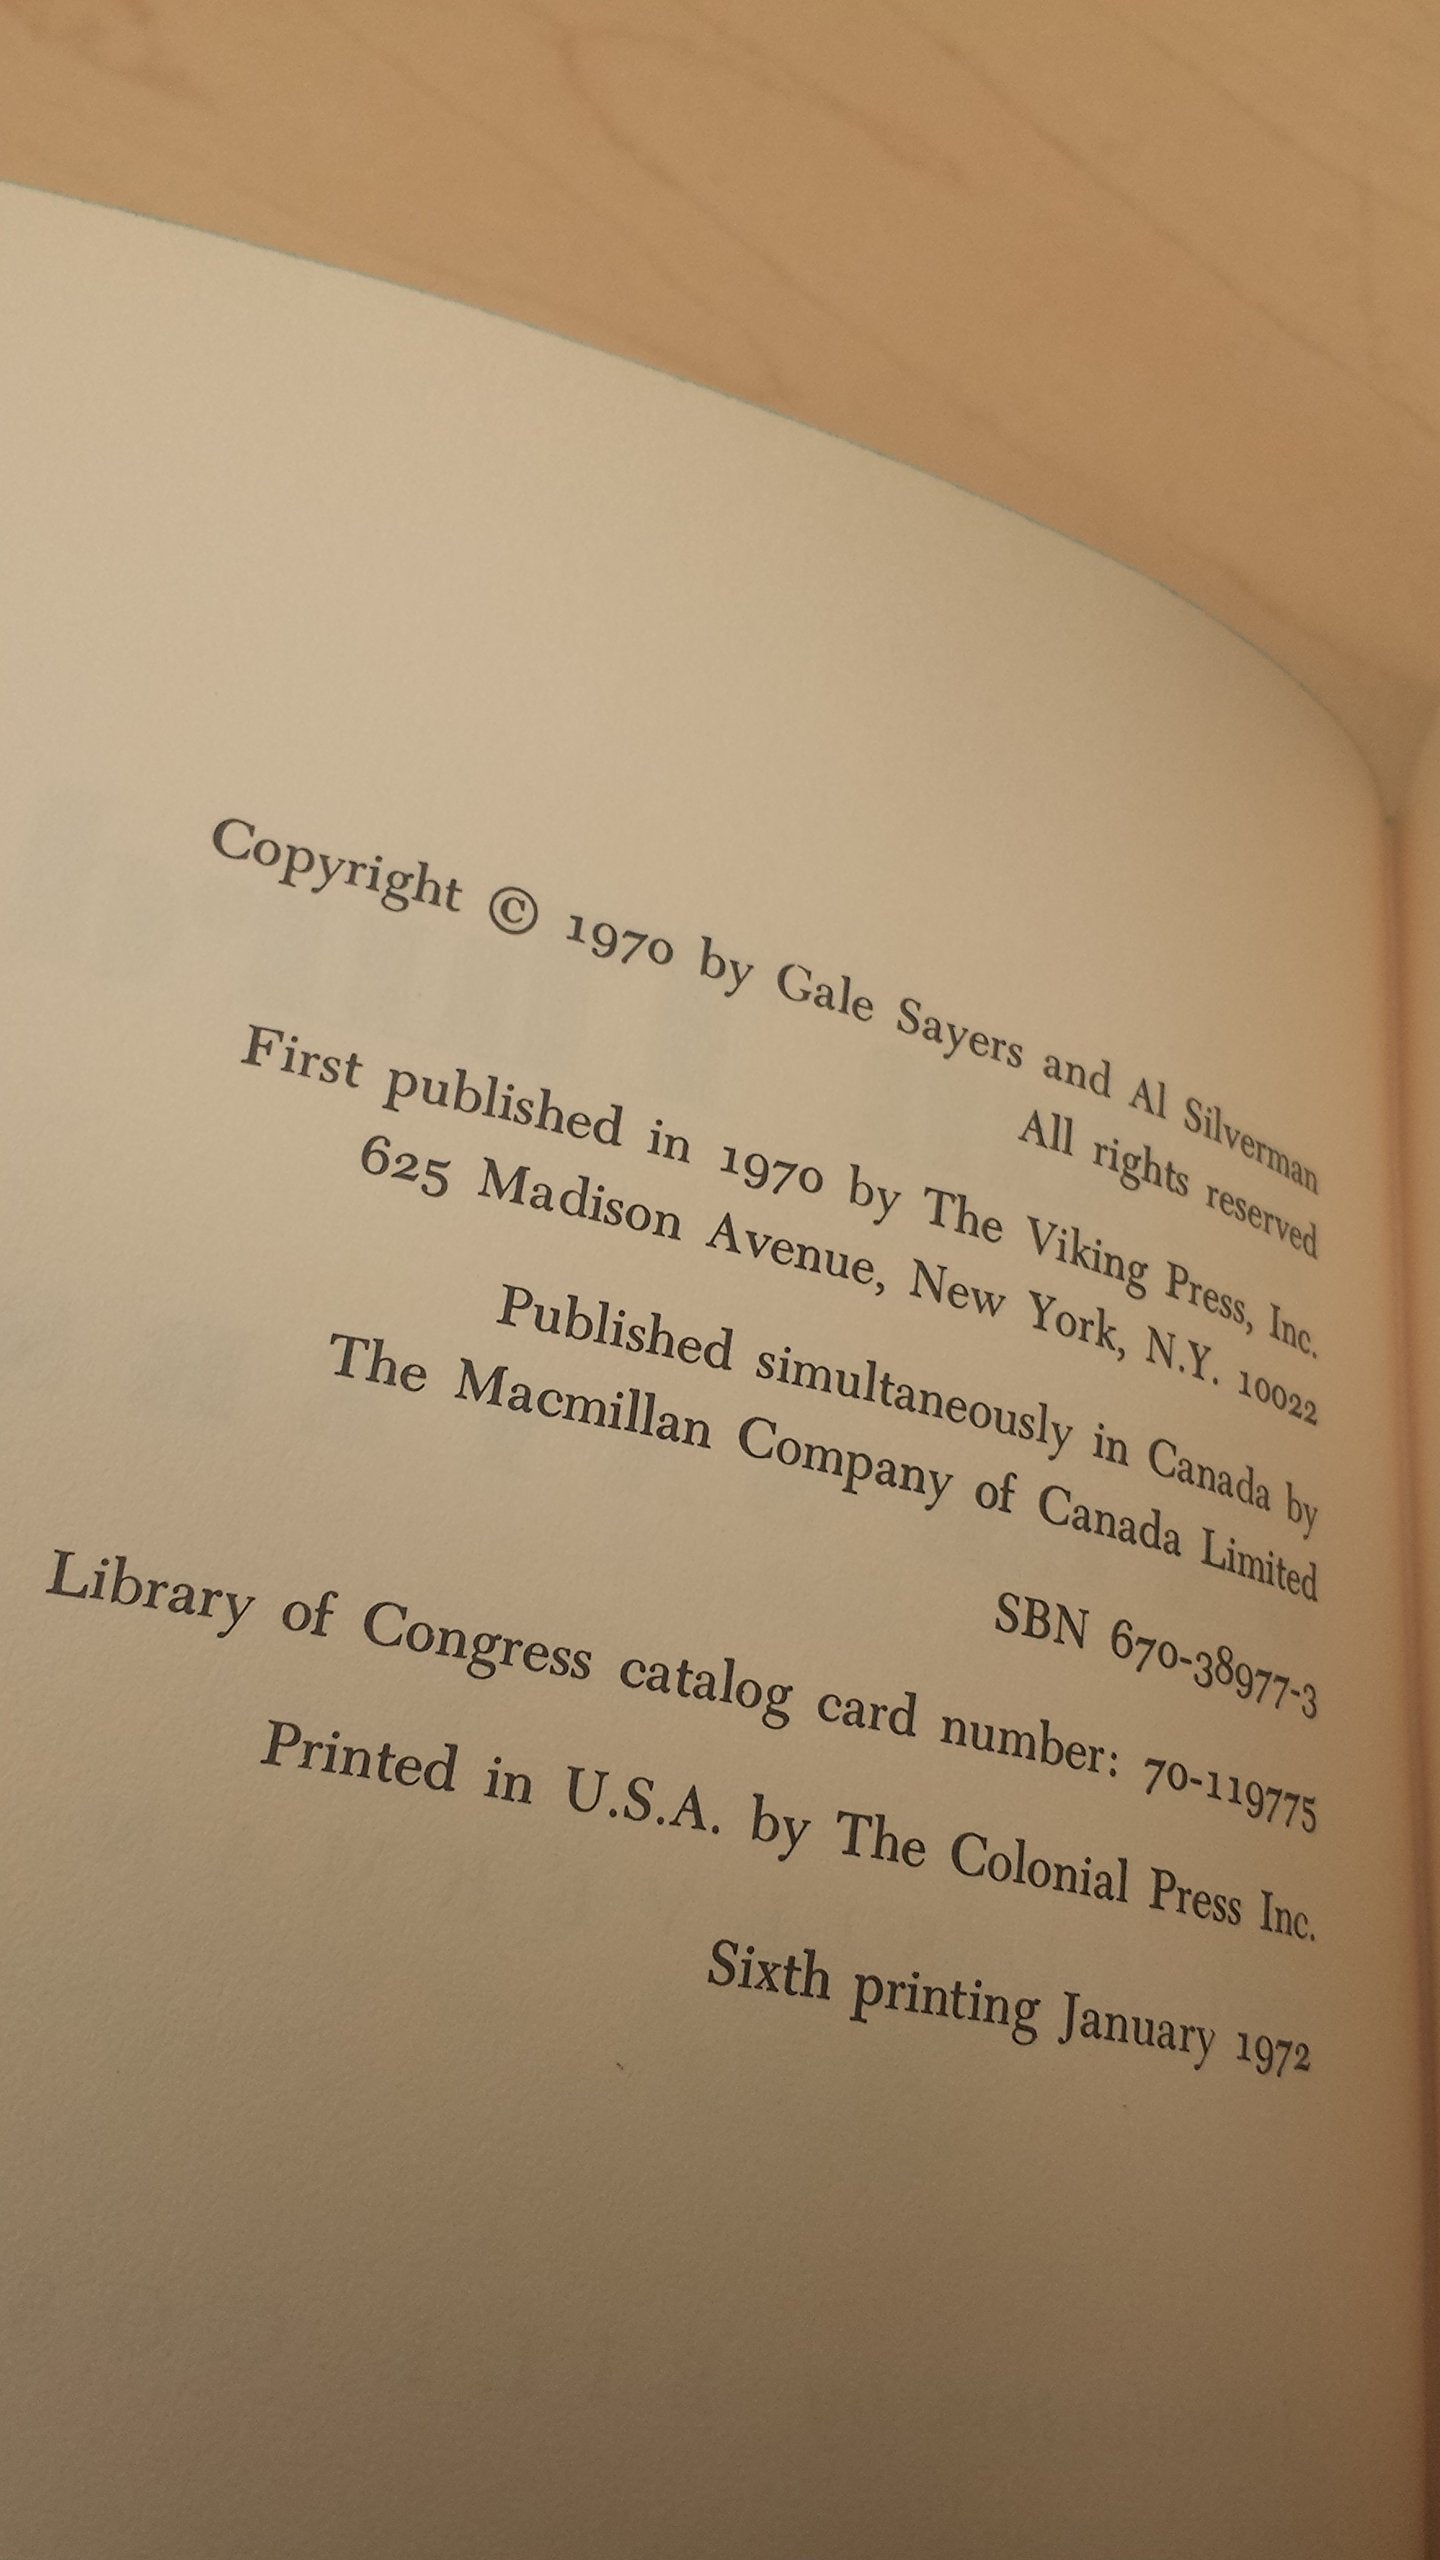 Copyright © 1970 by Gale Sayers and Al Silverman
All rights reserved
First published in 1970 by The Viking Press, Inc.
625 Madison Avenue, New York, N.Y. 10022
Published simultaneously in Canada by
The Macmillan Company of Canada Limited
SBN 670-38977-3
Library of Congress catalog card number: 70-119775
Printed in U.S.A. by The Colonial Press Inc.
Sixth printing January 1972